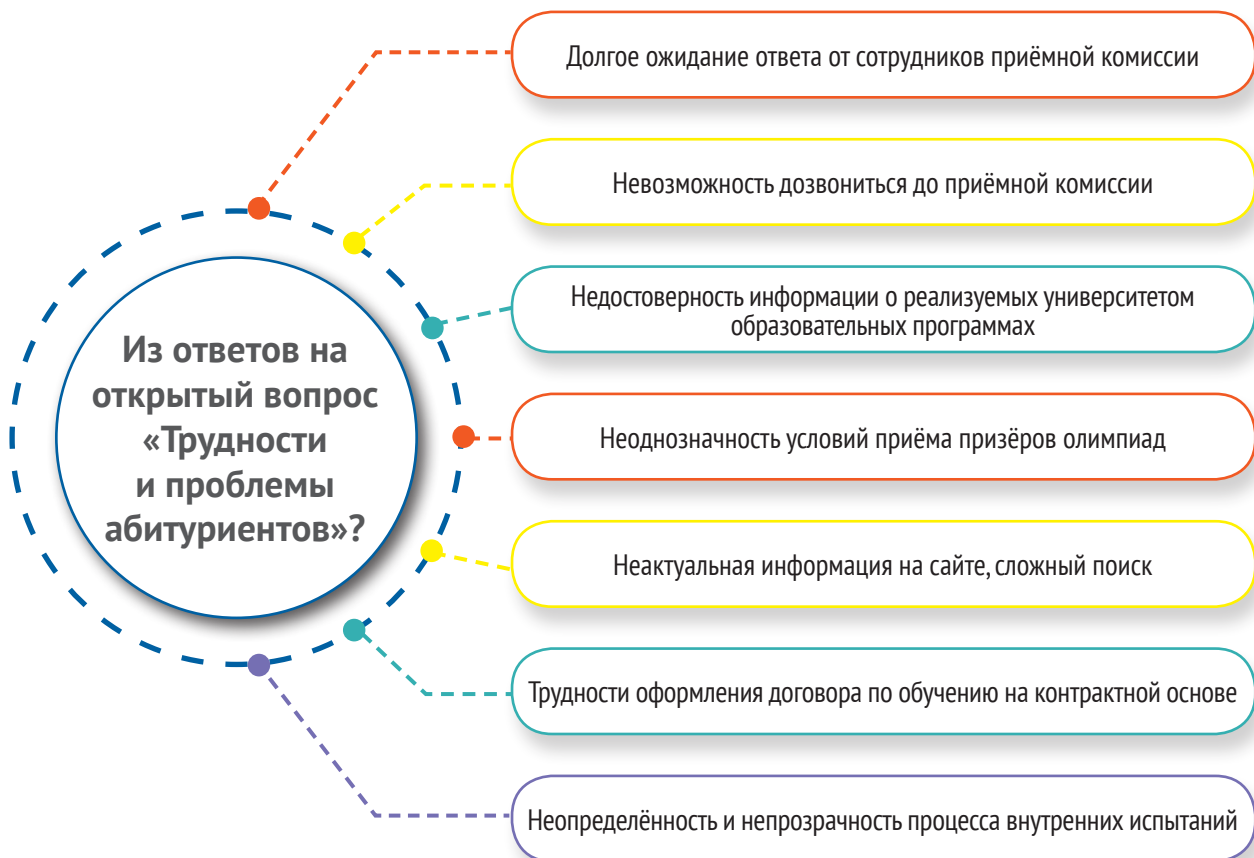 Из ответов на
открытый вопрос
«Трудности
и проблемы
абитуриентов»?
Долгое ожидание ответа от сотрудников приёмной комиссии
Невозможность дозвониться до приёмной комиссии
Недостоверность информации о реализуемых университетом
образовательных программах
Неоднозначность условий приёма призёров олимпиад
Неактуальная информация на сайте, сложный поиск
Трудности оформления договора по обучению на контрактной основе
Неопределённость и непрозрачность процесса внутренних испытаний